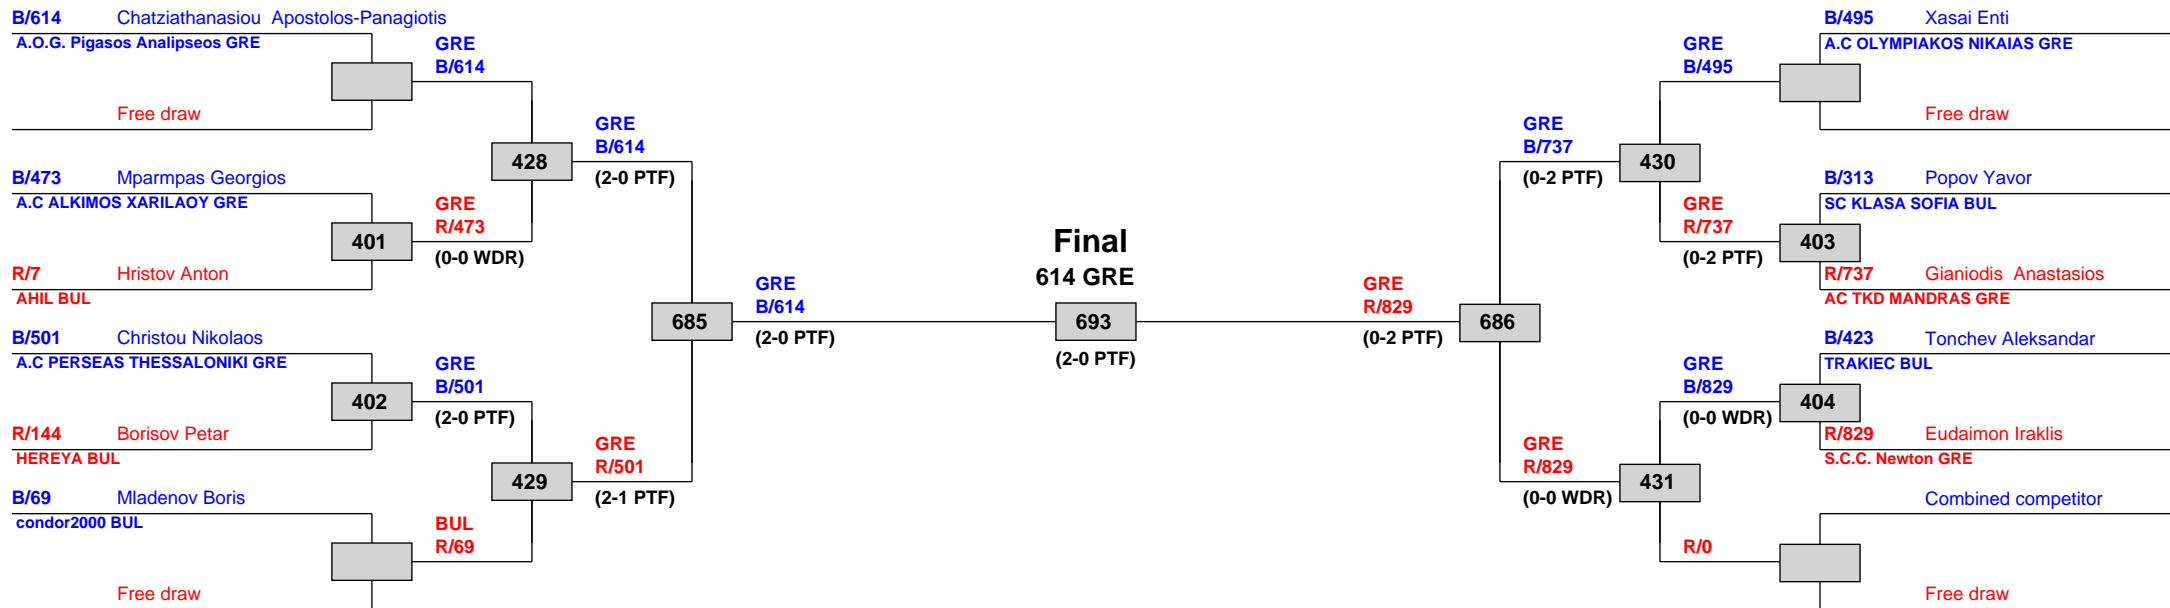 B/614 Chatziathanasiou Apostolos-Panagiotis
A.O.G. Pigasos Analipseos GRE
Free draw
B/473 Mparmpas Georgios
A.C ALKIMOS XARILAOY GRE
401
R/7 Hristov Anton
AHIL BUL
B/501 Christou Nikolaos
A.C PERSEAS THESSALONIKI GRE
402
R/144 Borisov Petar
HEREYA BUL
B/69 Mladenov Boris
condor2000 BUL
Free draw
GRE
B/614
428
GRE
R/473
(0-0 WDR)
GRE
B/501
(2-0 PTF)
429
BUL
R/69
GRE
B/614
(2-0 PTF)
685
GRE
R/501
(2-1 PTF)
GRE
B/614
(2-0 PTF)
Final
614 GRE
693
(2-0 PTF)
GRE
R/829
(0-2 PTF)
686
GRE
B/737
(0-2 PTF)
GRE
R/829
(0-0 WDR)
GRE
B/495
430
GRE
R/737
(0-2 PTF)
GRE
B/829
(0-0 WDR)
431
R/0
B/495 Xasai Enti
A.C OLYMPIAKOS NIKAIAS GRE
Free draw
B/313 Popov Yavor
SC KLASA SOFIA BUL
403
R/737 Gianiodis Anastasios
AC TKD MANDRAS GRE
B/423 Tonchev Aleksandar
TRAKIEC BUL
404
R/829 Eudaimon Iraklis
S.C.C. Newton GRE
Combined competitor
Free draw